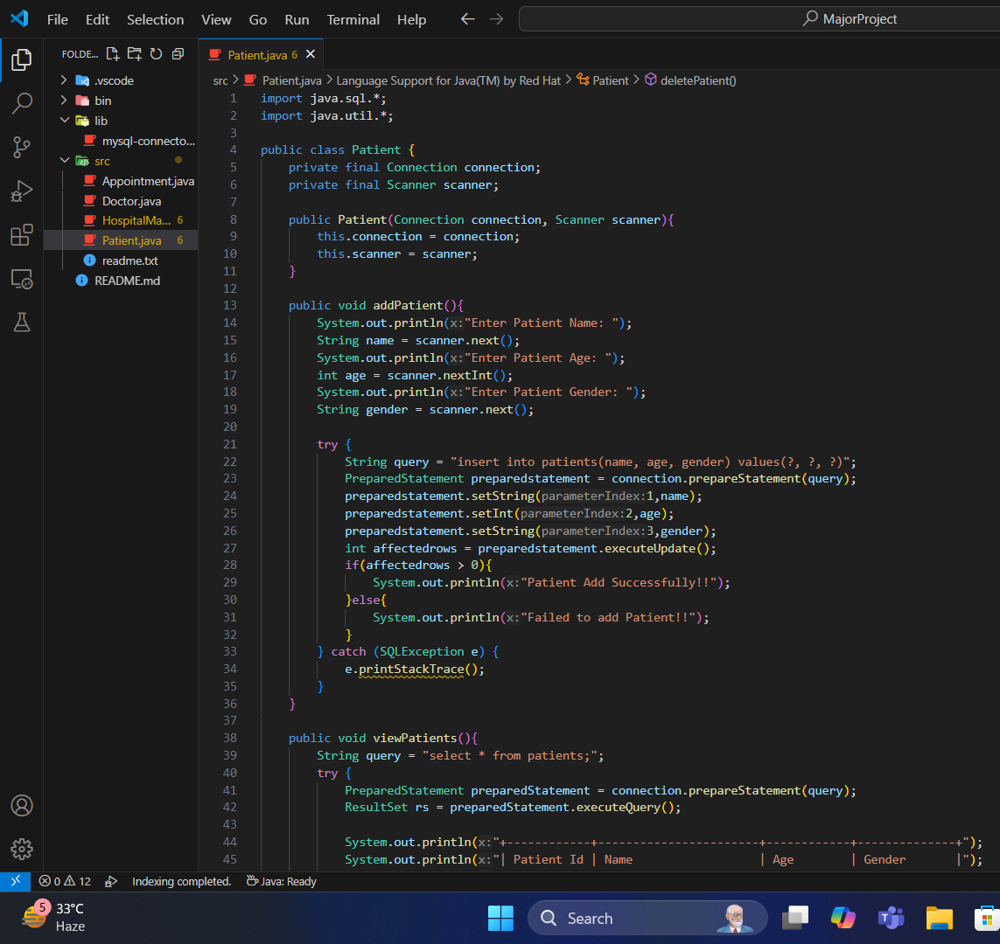 File Edit Selection View Go Run Terminal Help
MajorProject
FOLDE...
.vscode
bin
lib
mysql-connecto...
src
Appointment.java
Doctor.java
HospitalMa... 6
Patient.java 6
readme.txt
README.md
Patient.java 6
src > Patient.java > Language Support for Java(TM) by Red Hat > Patient > deletePatient()
1 import java.sql.*;
2 import java.util.*;
3
4 public class Patient {
5 private final Connection connection;
6 private final Scanner scanner;
7
8 public Patient(Connection connection, Scanner scanner){
9 this.connection = connection;
10 this.scanner = scanner;
11 }
12
13 public void addPatient(){
14 System.out.println(x:"Enter Patient Name: ");
15 String name = scanner.next();
16 System.out.println(x:"Enter Patient Age: ");
17 int age = scanner.nextInt();
18 System.out.println(x:"Enter Patient Gender: ");
19 String gender = scanner.next();
20
21 try {
22 String query = "insert into patients(name, age, gender) values(?, ?, ?)";
23 PreparedStatement preparedstatement = connection.prepareStatement(query);
24 preparedstatement.setString(parameterIndex:1,name);
25 preparedstatement.setInt(parameterIndex:2,age);
26 preparedstatement.setString(parameterIndex:3,gender);
27 int affectedrows = preparedstatement.executeUpdate();
28 if(affectedrows > 0){
29 System.out.println(x:"Patient Add Successfully!!");
30 }else{
31 System.out.println(x:"Failed to add Patient!!");
32 }
33 } catch (SQLException e) {
34 e.printStackTrace();
35 }
36 }
37
38 public void viewPatients(){
39 String query = "select * from patients;";
40 try {
41 PreparedStatement preparedStatement = connection.prepareStatement(query);
42 ResultSet rs = preparedStatement.executeQuery();
43
44 System.out.println(x:"+------------+-----------------------+------------+--------------+");
45 System.out.println(x:"| Patient Id | Name | Age | Gender |");
0 12 Indexing completed. Java: Ready
5
33°C
Haze
Search